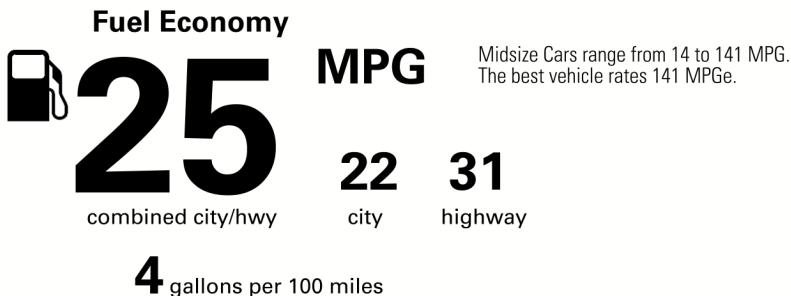 Fuel Economy
25 MPG
Midsize Cars range from 14 to 141 MPG.
The best vehicle rates 141 MPGe.
combined city/hwy
22 city
31 highway
4 gallons per 100 miles